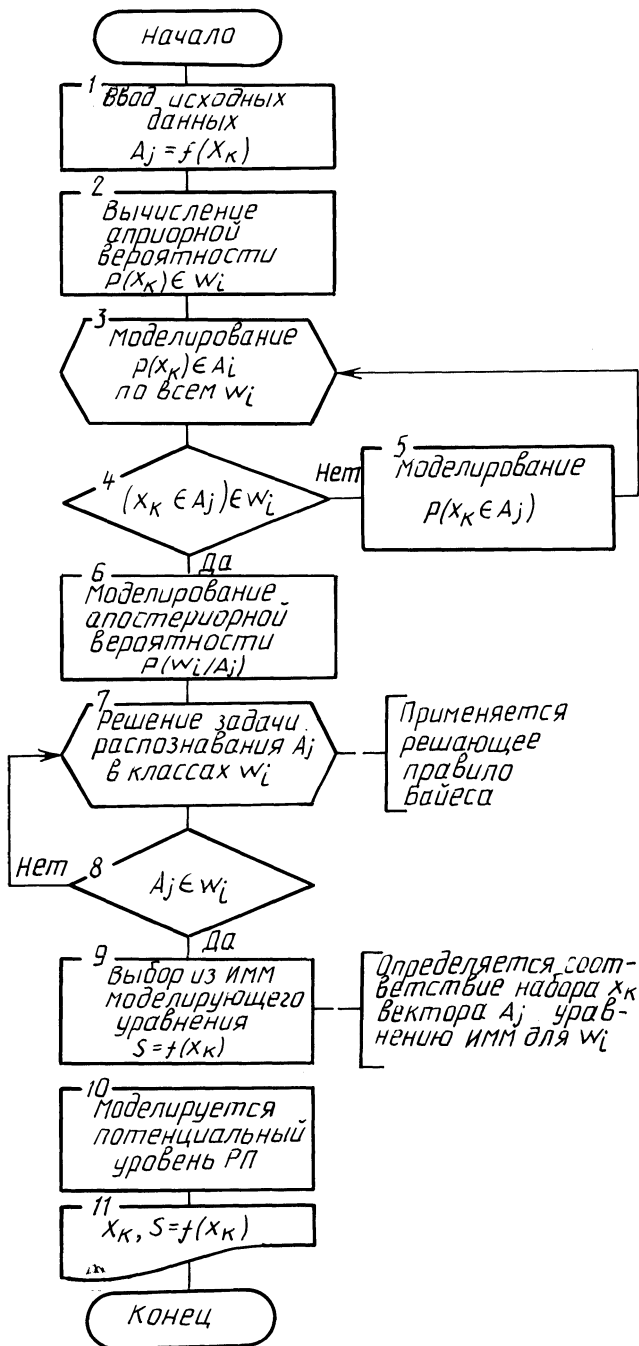 Начало
1
Ввод исходных
данных
Aj = f(Xк)
2
Вычисление
априорной
вероятности
P(Xк) ∈ Wi
3
Моделирование
P(Xк) ∈ Ai
по всем Wi
4
(Xк ∈ Aj) ∈ Wi
Нет
5
Моделирование
P(Xк ∈ Aj)
Да
6
Моделирование
апостериорной
вероятности
P(Wi/Aj)
7
Решение задачи
распознавания Aj
в классах Wi
Применяется
решающее
правило
Байеса
8
Нет
Aj ∈ Wi
Да
9
Выбор из ИММ
моделирующего
уравнения
S = f(Xк)
Определяется соот-
ветствие набора Xк
вектора Aj урав-
нению ИММ для Wi
10
Моделируется
потенциальный
уровень РП
11
Xк, S = f(Xк)
Конец